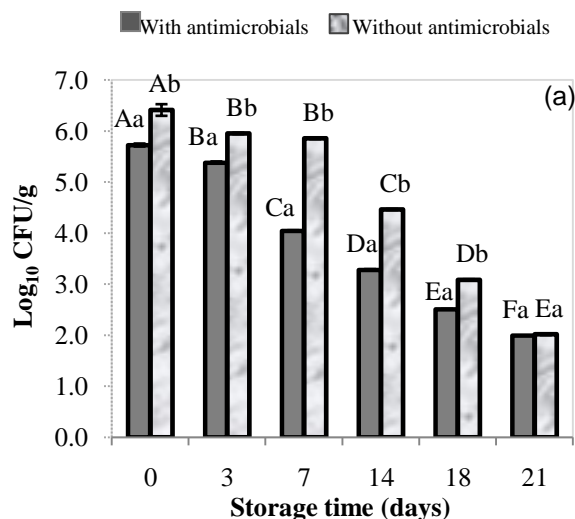 With antimicrobials Without antimicrobials
(a)
Log10 CFU/g
7.0
6.0
5.0
4.0
3.0
2.0
1.0
0.0
Aa Ab
Ba Bb
Ca Bb
Da Cb
Ea Db
Fa Ea
0 3 7 14 18 21
Storage time (days)